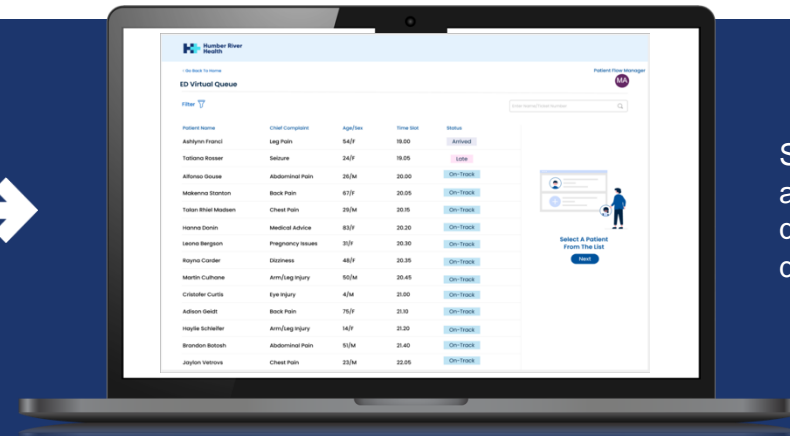 Humber River
Health
< Go Back To Home
Patient Flow Manager
ED Virtual Queue
MA
Filter
Patient Name Chief Complaint Age/Sex Time Slot Status
Ashlynn Franci Leg Pain 54/F 19.00 Arrived
Tatiana Rosser Seizure 24/F 19.05 Late
Alfonso Gouse Abdominal Pain 26/M 20.00 On-Track
Makenna Stanton Back Pain 67/F 20.05 On-Track
Talan Rhiel Madsen Chest Pain 29/M 20.15 On-Track
Hanna Donin Medical Advice 83/F 20.20 On-Track
Leona Bergson Pregnancy Issues 31/F 20.30 On-Track
Rayna Carder Dizziness 48/F 20.35 On-Track
Martin Culhane Arm/Leg Injury 50/M 20.45 On-Track
Cristofer Curtis Eye Injury 4/M 21.00 On-Track
Adison Geidt Back Pain 75/F 21.10 On-Track
Haylie Schleifer Arm/Leg Injury 14/F 21.20 On-Track
Brandon Botosh Abdominal Pain 51/M 21.40 On-Track
Jaylon Vetrovs Chest Pain 23/M 22.05 On-Track
Select A Patient
From The List
Next